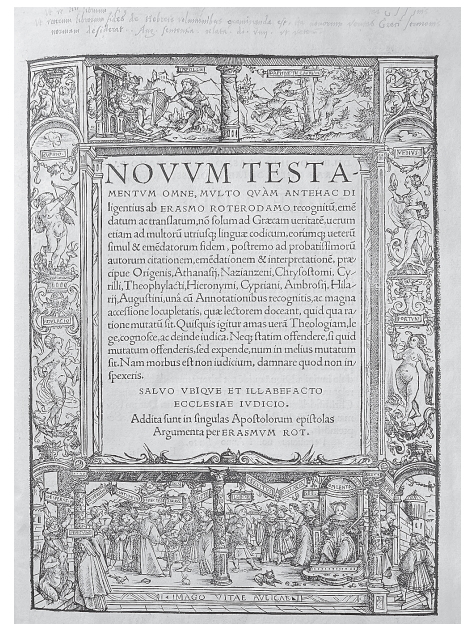 NOVVM TESTA-
MENTVM OMNE, MVLTO QVÀM ANTEHAC DI
ligentius ab ERASMO ROTERODAMO recognitũ, emẽ
datum ac translatum, nõ solum ad Græcam ueritatẽ, uerum
etiam ad multorũ utriusq; linguæ codicum, eorumq; ueterũ
simul & emẽdatorum fidem, postremo ad probatissimorũ
autorum citationem, emẽdationem & interpretationẽ, præ
cipue Origenis, Athanasij, Nazianzeni, Chrysostomi, Cy-
rilli, Theophylacti, Hieronymi, Cypriani, Ambrosij, Hila-
rij, Augustini, unà cũ Annotationibus recognitis, ac magna
accessione locupletatis, quæ lectorem doceant, quid qua ra-
tione mutatũ sit. Quisquis igitur amas uerã Theologiam, le
ge, cognosce, ac deinde iudica. Neq; statim offendere, si quid
mutatum offenderis, sed expende, num in melius mutatum
sit. Nam morbus est non iudicium, damnare quod non in-
spexeris.
SALVO VBIQVE ET ILLABEFACTO
ECCLESIAE IVDICIO.
Addita sunt in singulas Apostolorum epistolas
Argumenta per ERASMVM ROT.
IMAGO VITAE AVLICAE